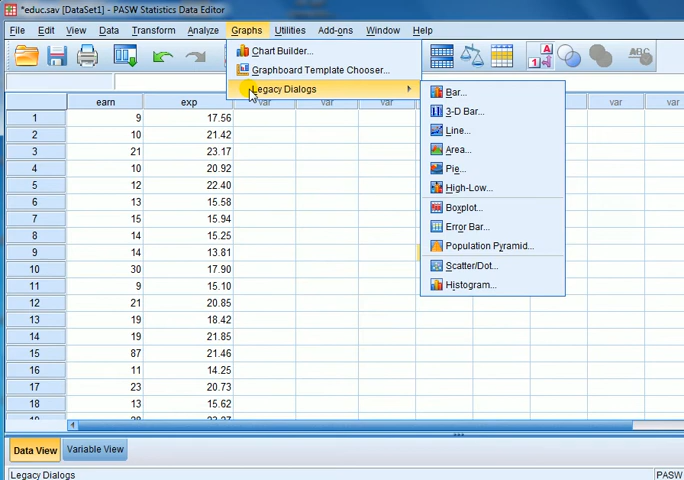 *educ.sav [DataSet1] - PASW Statistics Data Editor
File Edit View Data Transform Analyze Graphs Utilities Add-ons Window Help
Chart Builder...
Graphboard Template Chooser...
Legacy Dialogs
Bar...
3-D Bar...
Line...
Area...
Pie...
High-Low...
Boxplot...
Error Bar...
Population Pyramid...
Scatter/Dot...
Histogram...
earn exp var var var var var
1 9 17.56
2 10 21.42
3 21 23.17
4 10 20.92
5 12 22.40
6 13 15.58
7 15 15.94
8 14 15.25
9 14 13.81
10 30 17.90
11 9 15.10
12 21 20.85
13 19 18.42
14 19 21.85
15 87 21.46
16 11 14.25
17 23 20.73
18 13 15.62
Data View Variable View
Legacy Dialogs PASW